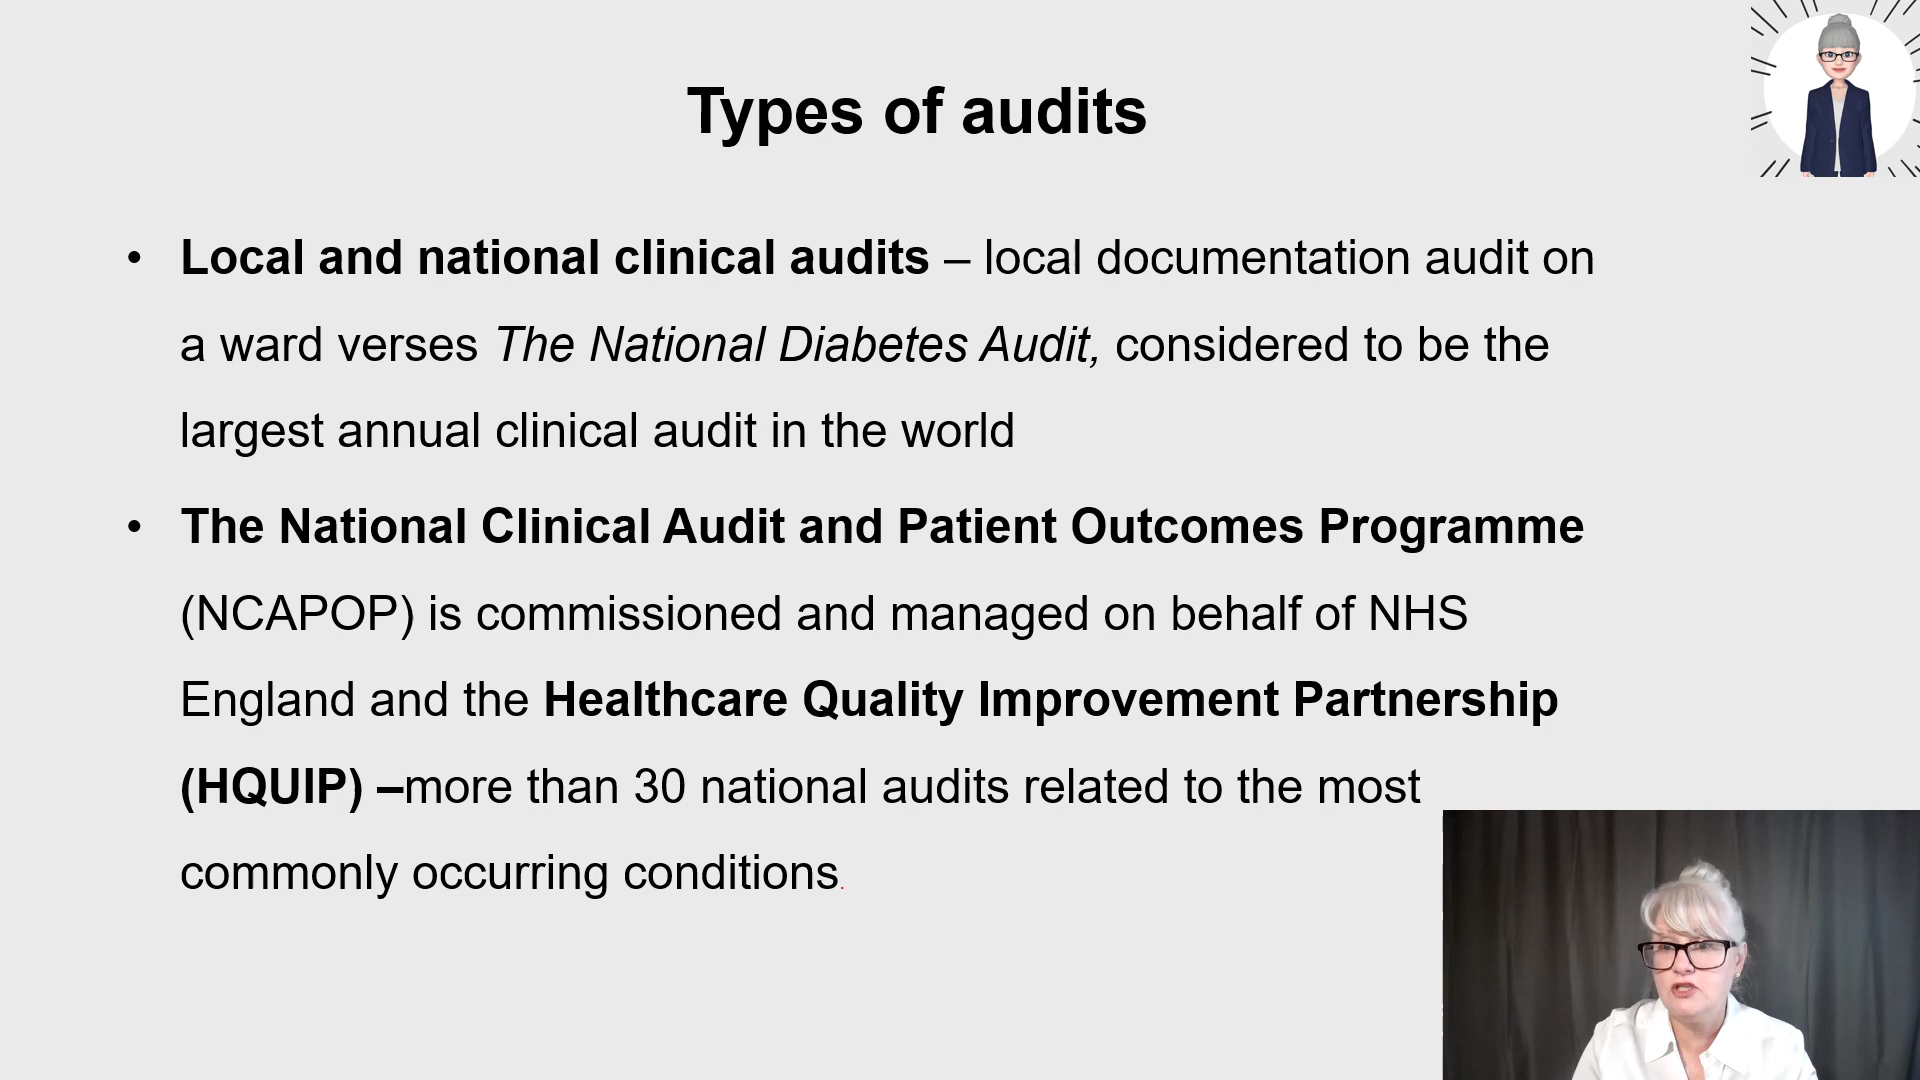 Types of audits
• Local and national clinical audits – local documentation audit on
a ward verses The National Diabetes Audit, considered to be the
largest annual clinical audit in the world
• The National Clinical Audit and Patient Outcomes Programme
(NCAPOP) is commissioned and managed on behalf of NHS
England and the Healthcare Quality Improvement Partnership
(HQUIP) –more than 30 national audits related to the most
commonly occurring conditions.